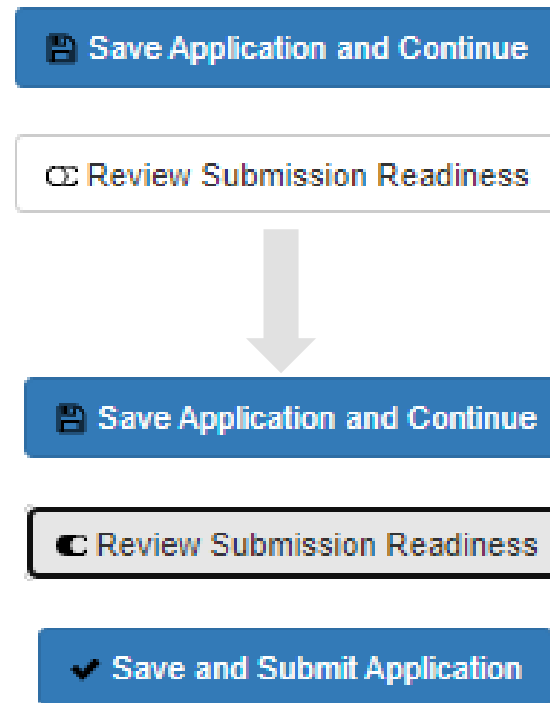 Save Application and Continue
Review Submission Readiness
Save Application and Continue
Review Submission Readiness
Save and Submit Application